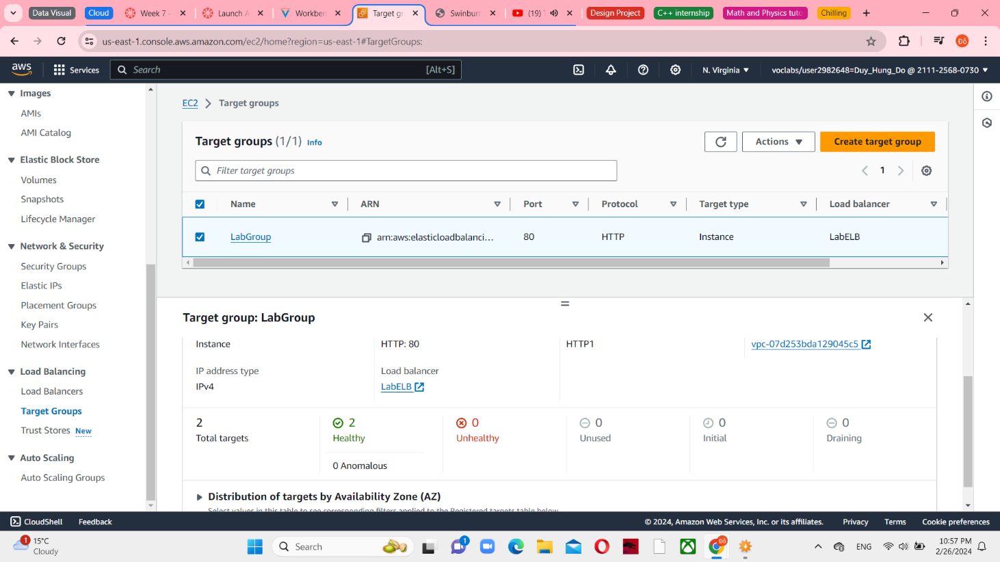 Data Visual Cloud Week 7 - Launch A Workben Target gr Swinburn (19) T Design Project C++ internship Math and Physics tuto Chilling
us-east-1.console.aws.amazon.com/ec2/home?region=us-east-1#TargetGroups: Đỗ
aws Services Search [Alt+S] N. Virginia voclabs/user2982648=Duy_Hung_Do @ 2111-2568-0730
Images
AMIs
AMI Catalog
Elastic Block Store
Volumes
Snapshots
Lifecycle Manager
Network & Security
Security Groups
Elastic IPs
Placement Groups
Key Pairs
Network Interfaces
Load Balancing
Load Balancers
Target Groups
Trust Stores New
Auto Scaling
Auto Scaling Groups
EC2 Target groups
Target groups (1/1) Info Actions Create target group
Filter target groups 1
Name ARN Port Protocol Target type Load balancer
LabGroup arn:aws:elasticloadbalanci... 80 HTTP Instance LabELB
Target group: LabGroup
Instance HTTP: 80 HTTP1 vpc-07d253bda129045c5
IP address type Load balancer
IPv4 LabELB
2 2 0 0 0 0
Total targets Healthy Unhealthy Unused Initial Draining
0 Anomalous
Distribution of targets by Availability Zone (AZ)
Select values in this table to see corresponding filters applied to the Registered targets table below
CloudShell Feedback © 2024, Amazon Web Services, Inc. or its affiliates. Privacy Terms Cookie preferences
1 15°C Search 1 Đỗ ENG 10:57 PM
Cloudy 2/26/2024